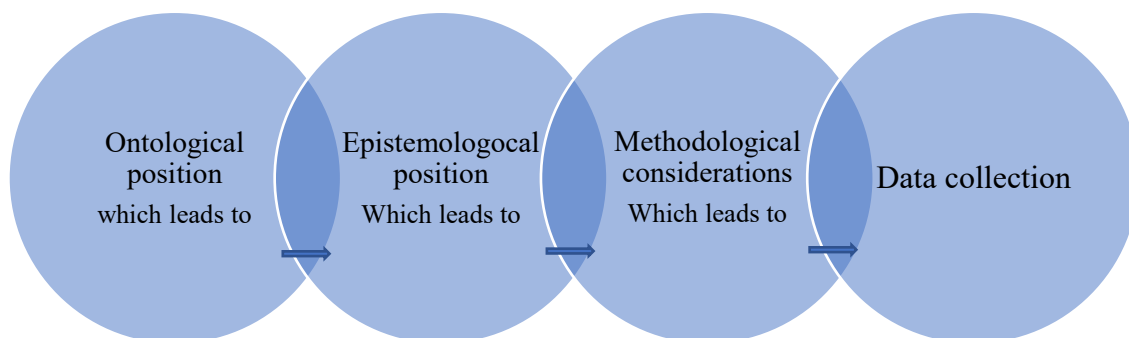 Ontological
position
which leads to
Epistemologocal
position
Which leads to
Methodological
considerations
Which leads to
Data collection